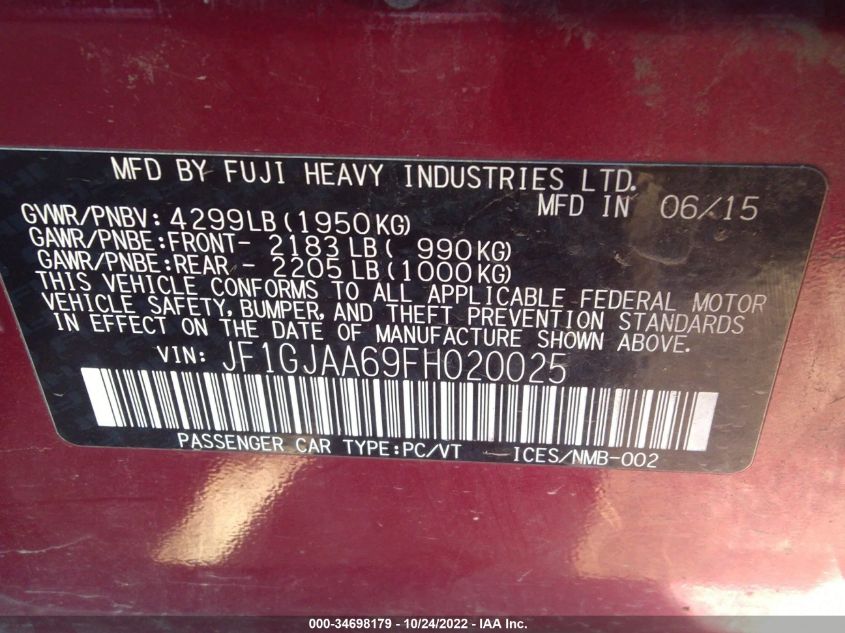 MFD BY FUJI HEAVY INDUSTRIES LTD.
MFD IN 06/15
GVWR/PNBV: 4299LB (1950KG)
GAWR/PNBE:FRONT- 2183LB ( 990KG)
GAWR/PNBE:REAR - 2205LB (1000KG)
THIS VEHICLE CONFORMS TO ALL APPLICABLE FEDERAL MOTOR
VEHICLE SAFETY, BUMPER, AND THEFT PREVENTION STANDARDS
IN EFFECT ON THE DATE OF MANUFACTURE SHOWN ABOVE.
VIN: JF1GJAA69FH020025
PASSENGER CAR TYPE:PC/VT ICES/NMB-002
000-34698179 - 10/24/2022 - IAA Inc.